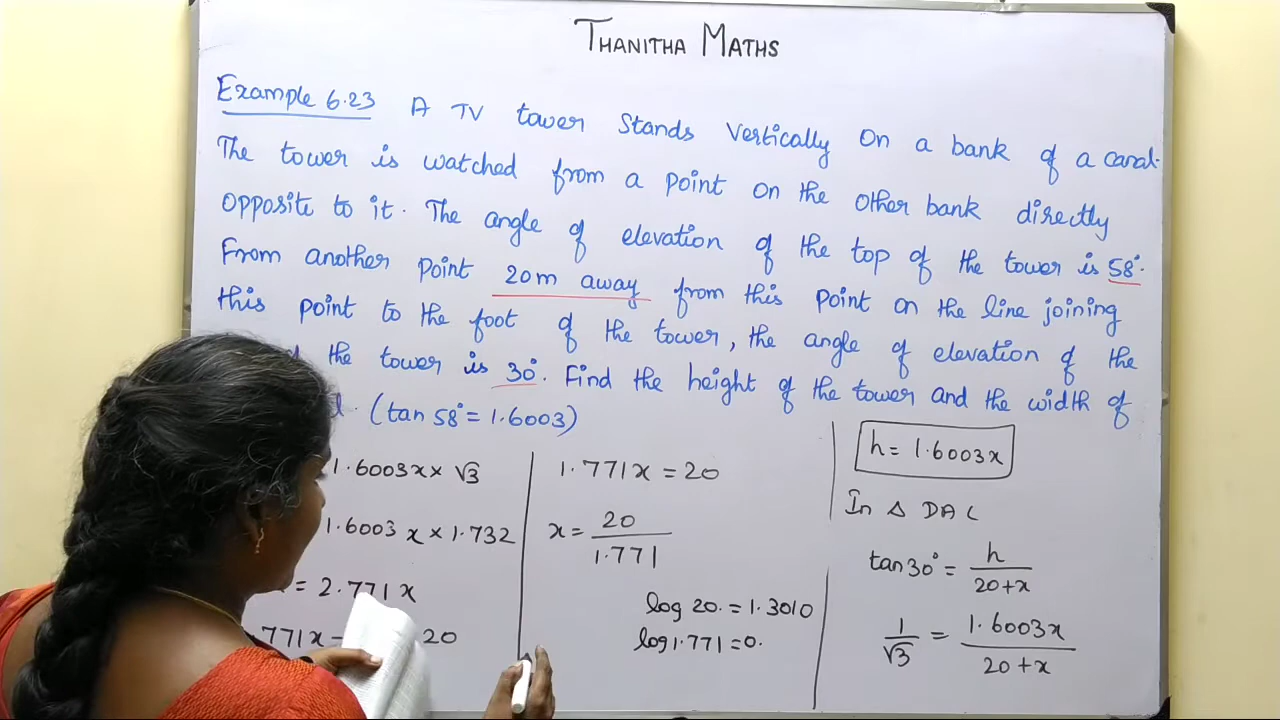 THANITHA MATHS
Example 6.23 A TV tower Stands Vertically On a bank of a canal.
The tower is watched from a point on the other bank directly
opposite to it. The angle of elevation of the top of the tower is 58°.
From another point 20m away from this point on the line joining
this point to the foot of the tower, the angle of elevation of the
the tower is 30°. Find the height of the tower and the width of
(tan 58° = 1.6003)
1.6003x × √3
1.6003 x × 1.732
= 2.771 x
771x - 20
1.771x = 20
x = 20 / 1.771
log 20. = 1.3010
log 1.771 = 0.
h = 1.6003x
In △ DAC
tan 30° = h / 20+x
1 / √3 = 1.6003x / 20+x